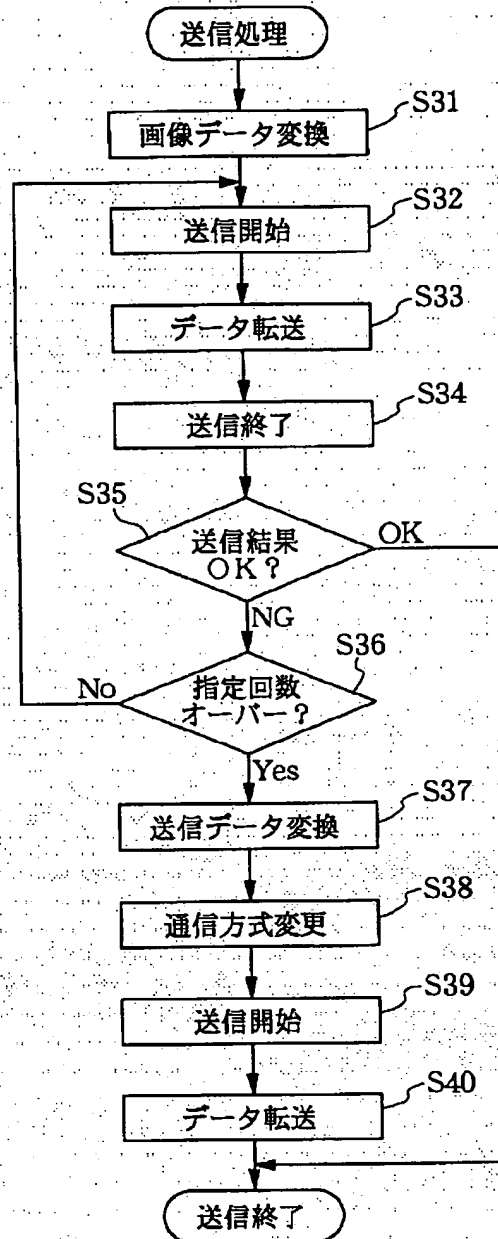 送信処理
S31
画像データ変換
S32
送信開始
S33
データ転送
S34
送信終了
S35
送信結果
OK?
OK
NG
S36
指定回数
オーバー?
No
Yes
S37
送信データ変換
S38
通信方式変更
S39
送信開始
S40
データ転送
送信終了